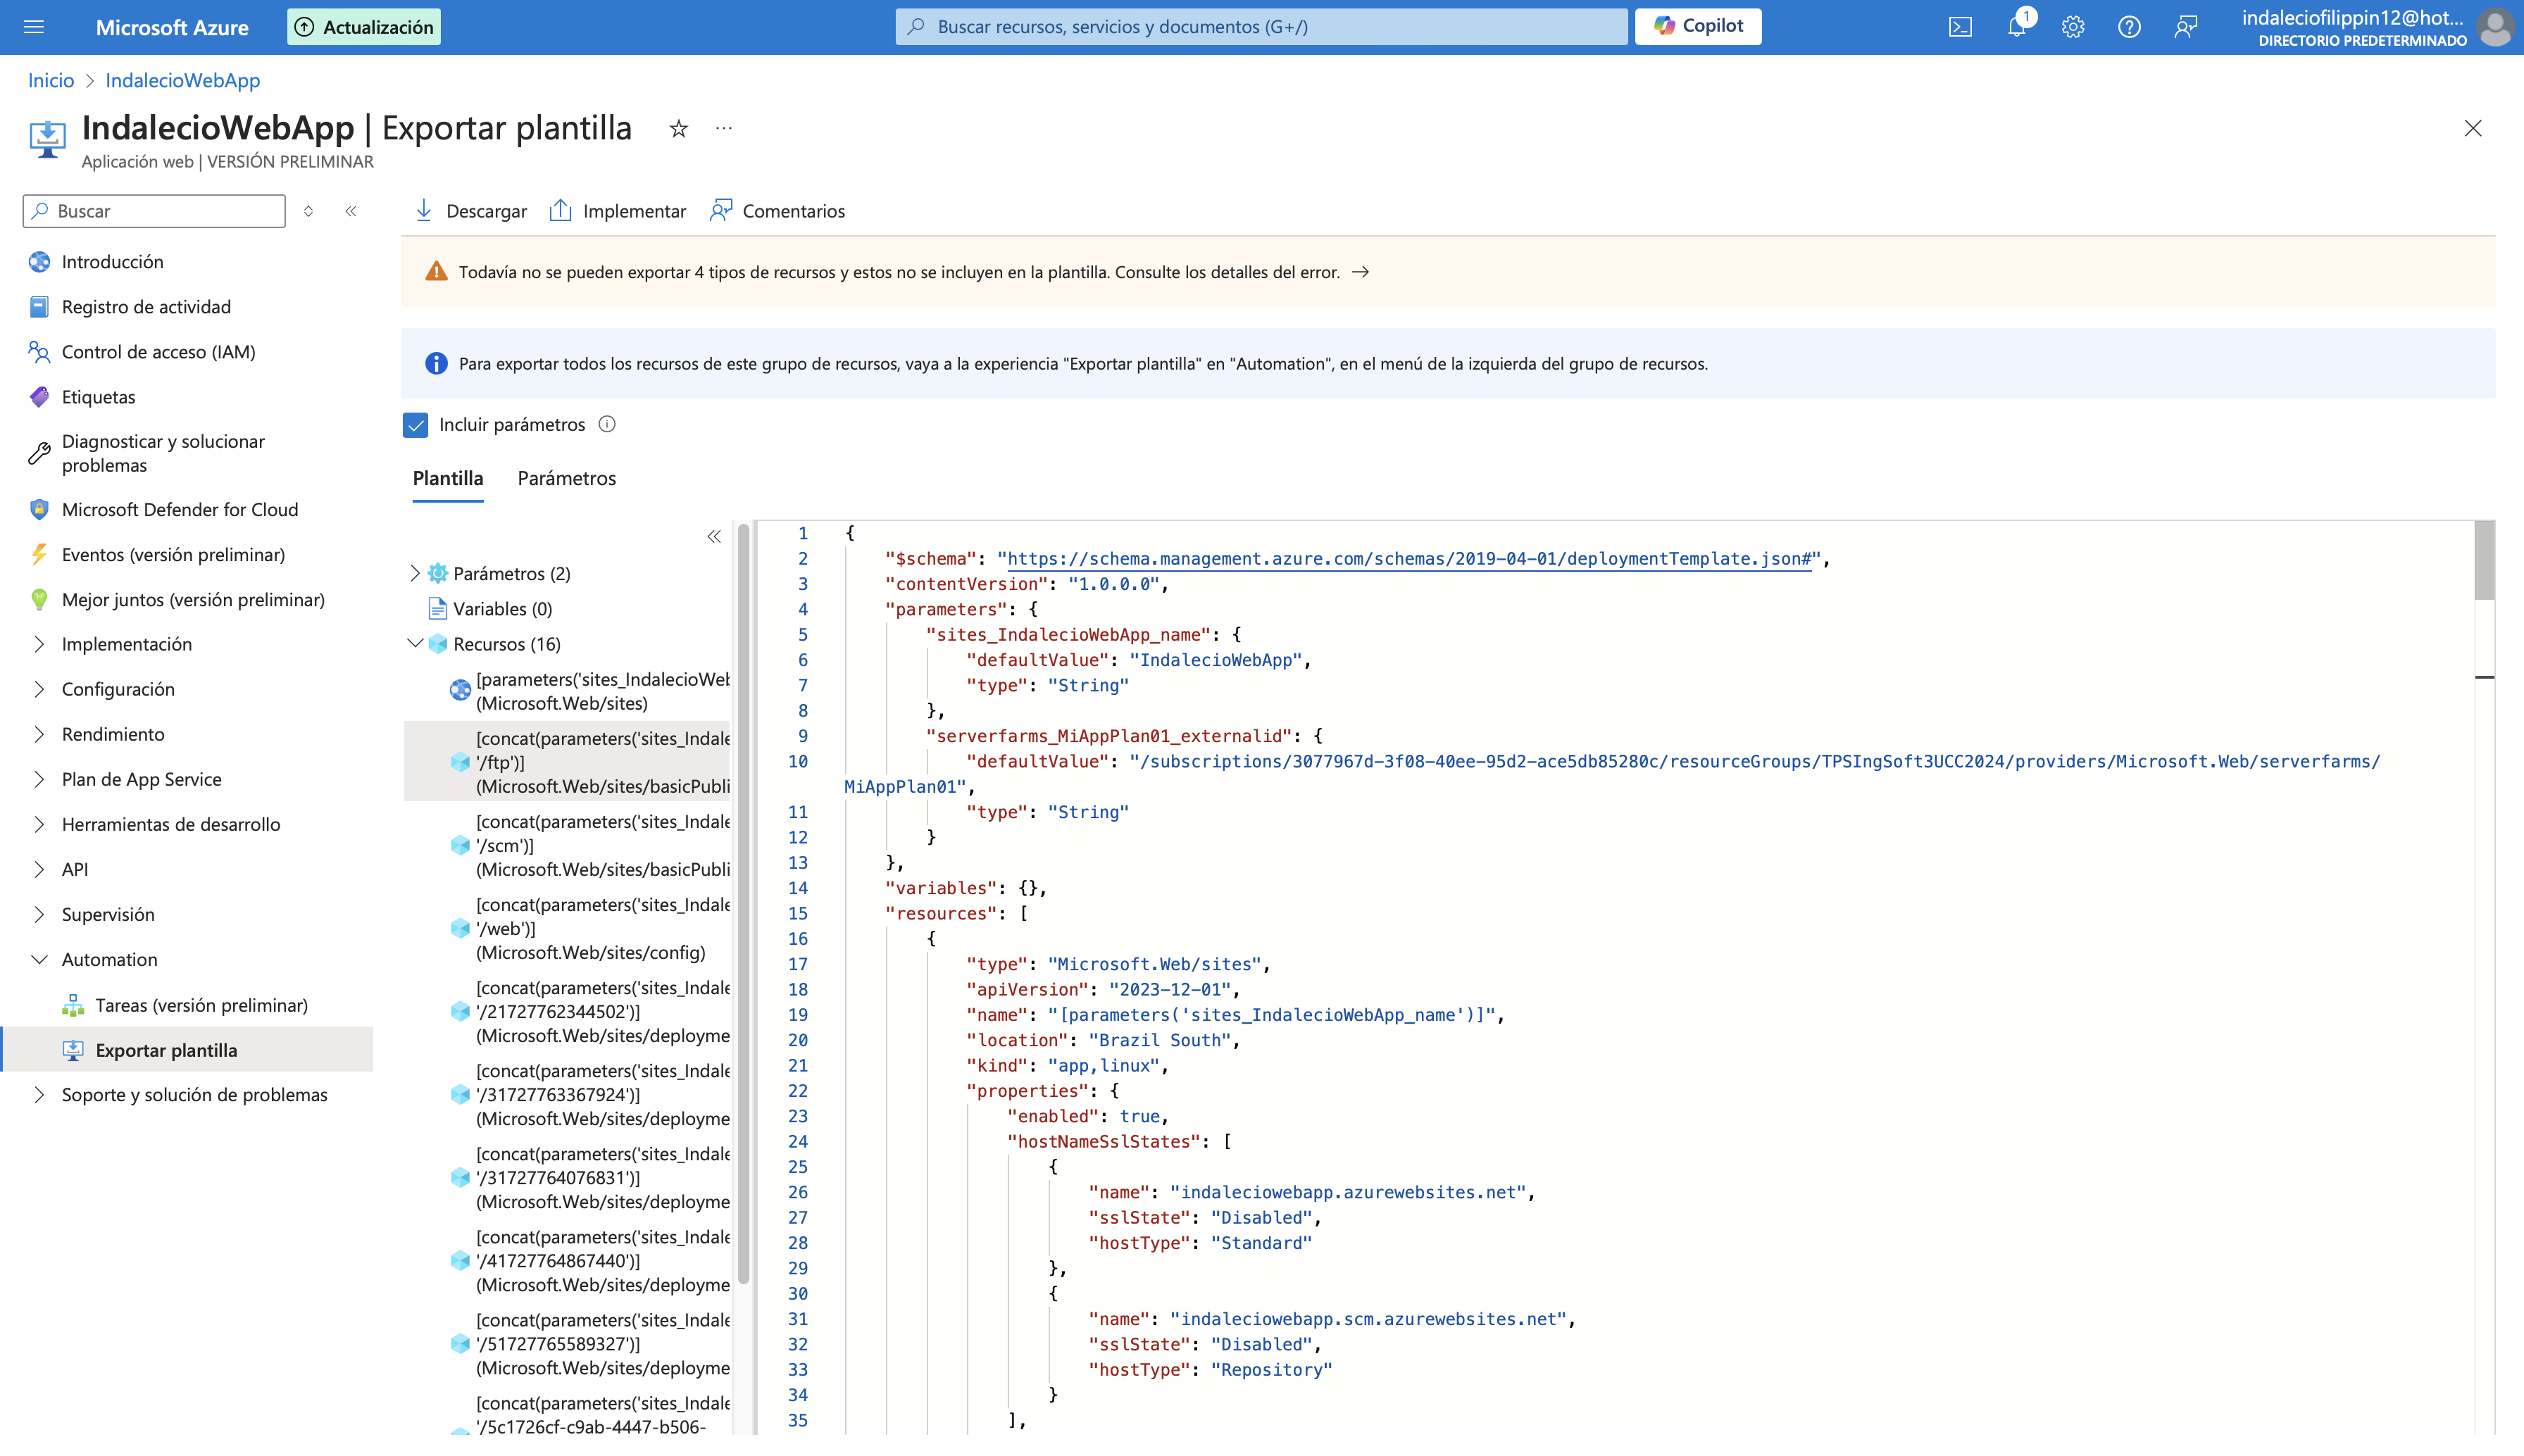 Microsoft Azure
Actualización
Buscar recursos, servicios y documentos (G+/)
Copilot
1
indaleciofilippin12@hot...
DIRECTORIO PREDETERMINADO
Inicio > IndalecioWebApp
IndalecioWebApp | Exportar plantilla
Aplicación web | VERSIÓN PRELIMINAR
Buscar
Introducción
Registro de actividad
Control de acceso (IAM)
Etiquetas
Diagnosticar y solucionar
problemas
Microsoft Defender for Cloud
Eventos (versión preliminar)
Mejor juntos (versión preliminar)
Implementación
Configuración
Rendimiento
Plan de App Service
Herramientas de desarrollo
API
Supervisión
Automation
Tareas (versión preliminar)
Exportar plantilla
Soporte y solución de problemas
Descargar
Implementar
Comentarios
Todavía no se pueden exportar 4 tipos de recursos y estos no se incluyen en la plantilla. Consulte los detalles del error. →
Para exportar todos los recursos de este grupo de recursos, vaya a la experiencia "Exportar plantilla" en "Automation", en el menú de la izquierda del grupo de recursos.
Incluir parámetros
Plantilla
Parámetros
Parámetros (2)
Variables (0)
Recursos (16)
[parameters('sites_IndalecioWeb
(Microsoft.Web/sites)
[concat(parameters('sites_Indale
'/ftp')]
(Microsoft.Web/sites/basicPubli
[concat(parameters('sites_Indale
'/scm')]
(Microsoft.Web/sites/basicPubli
[concat(parameters('sites_Indale
'/web')]
(Microsoft.Web/sites/config)
[concat(parameters('sites_Indale
'/21727762344502')]
(Microsoft.Web/sites/deployme
[concat(parameters('sites_Indale
'/31727763367924')]
(Microsoft.Web/sites/deployme
[concat(parameters('sites_Indale
'/31727764076831')]
(Microsoft.Web/sites/deployme
[concat(parameters('sites_Indale
'/41727764867440')]
(Microsoft.Web/sites/deployme
[concat(parameters('sites_Indale
'/51727765589327')]
(Microsoft.Web/sites/deployme
[concat(parameters('sites_Indale
'/5c1726cf-c9ab-4447-b506-
1 {
2 "$schema": "https://schema.management.azure.com/schemas/2019-04-01/deploymentTemplate.json#",
3 "contentVersion": "1.0.0.0",
4 "parameters": {
5 "sites_IndalecioWebApp_name": {
6 "defaultValue": "IndalecioWebApp",
7 "type": "String"
8 },
9 "serverfarms_MiAppPlan01_externalid": {
10 "defaultValue": "/subscriptions/3077967d-3f08-40ee-95d2-ace5db85280c/resourceGroups/TPSIngSoft3UCC2024/providers/Microsoft.Web/serverfarms/
MiAppPlan01",
11 "type": "String"
12 }
13 },
14 "variables": {},
15 "resources": [
16 {
17 "type": "Microsoft.Web/sites",
18 "apiVersion": "2023-12-01",
19 "name": "[parameters('sites_IndalecioWebApp_name')]",
20 "location": "Brazil South",
21 "kind": "app,linux",
22 "properties": {
23 "enabled": true,
24 "hostNameSslStates": [
25 {
26 "name": "indaleciowebapp.azurewebsites.net",
27 "sslState": "Disabled",
28 "hostType": "Standard"
29 },
30 {
31 "name": "indaleciowebapp.scm.azurewebsites.net",
32 "sslState": "Disabled",
33 "hostType": "Repository"
34 }
35 ],